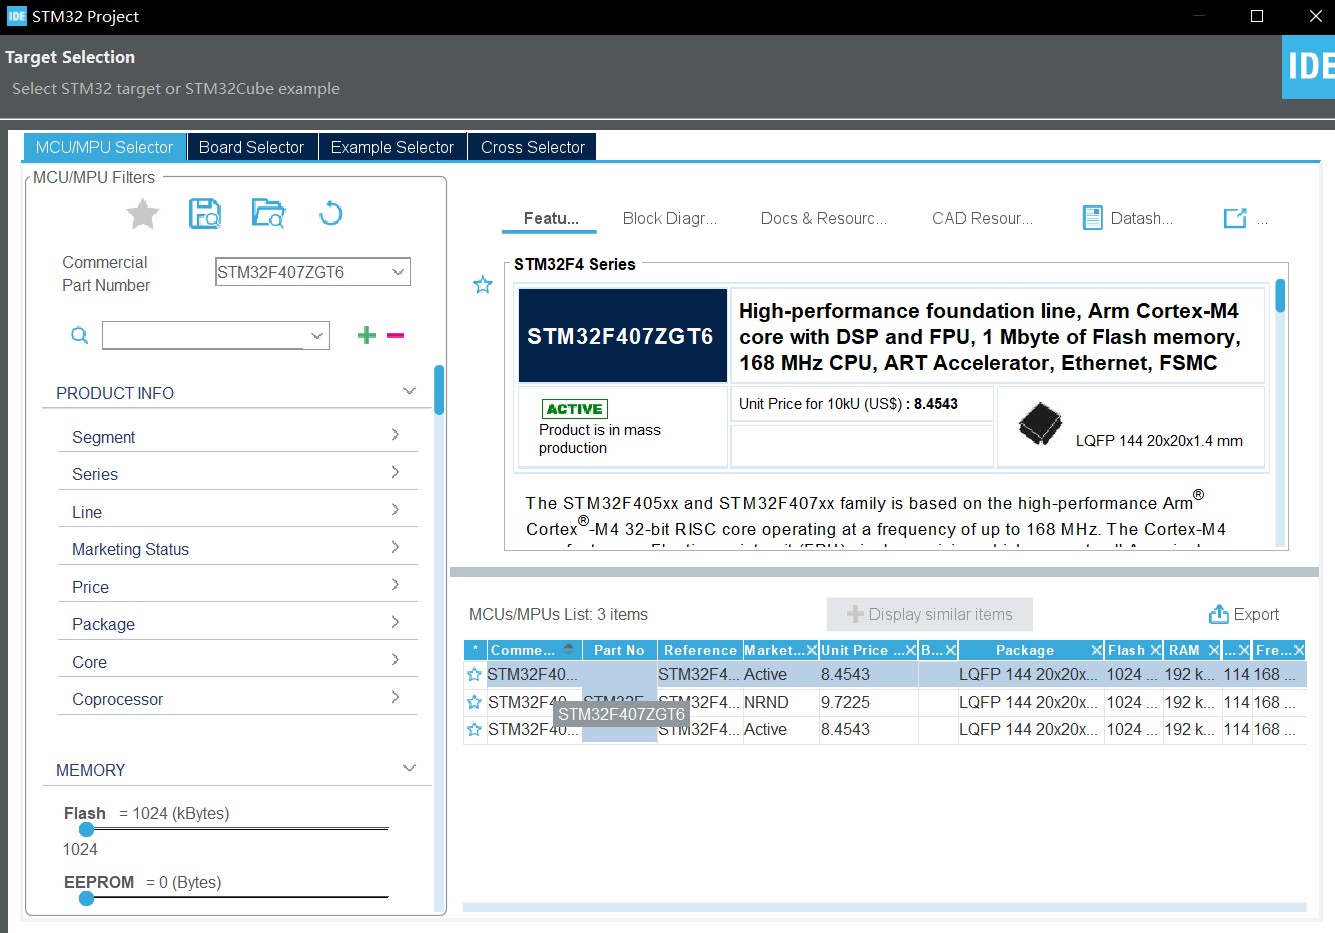 IDE STM32 Project
Target Selection
Select STM32 target or STM32Cube example
IDE
MCU/MPU Selector
Board Selector
Example Selector
Cross Selector
MCU/MPU Filters
Commercial
Part Number
STM32F407ZGT6
PRODUCT INFO
Segment
Series
Line
Marketing Status
Price
Package
Core
Coprocessor
MEMORY
Flash = 1024 (kBytes)
1024
EEPROM = 0 (Bytes)
Featu...
Block Diagr...
Docs & Resourc...
CAD Resour...
Datash...
...
STM32F4 Series
STM32F407ZGT6
High-performance foundation line, Arm Cortex-M4
core with DSP and FPU, 1 Mbyte of Flash memory,
168 MHz CPU, ART Accelerator, Ethernet, FSMC
ACTIVE
Product is in mass
production
Unit Price for 10kU (US$) : 8.4543
LQFP 144 20x20x1.4 mm
The STM32F405xx and STM32F407xx family is based on the high-performance Arm®
Cortex®-M4 32-bit RISC core operating at a frequency of up to 168 MHz. The Cortex-M4
MCUs/MPUs List: 3 items
Display similar items
Export
* Comme... Part No Reference Market... Unit Price ... B... Package Flash RAM ... Fre...
STM32F40... STM32F4... Active 8.4543 LQFP 144 20x20x... 1024 ... 192 k... 114 168 ...
STM32F40... STM32F4... NRND 9.7225 LQFP 144 20x20x... 1024 ... 192 k... 114 168 ...
STM32F407ZGT6
STM32F40... STM32F4... Active 8.4543 LQFP 144 20x20x... 1024 ... 192 k... 114 168 ...